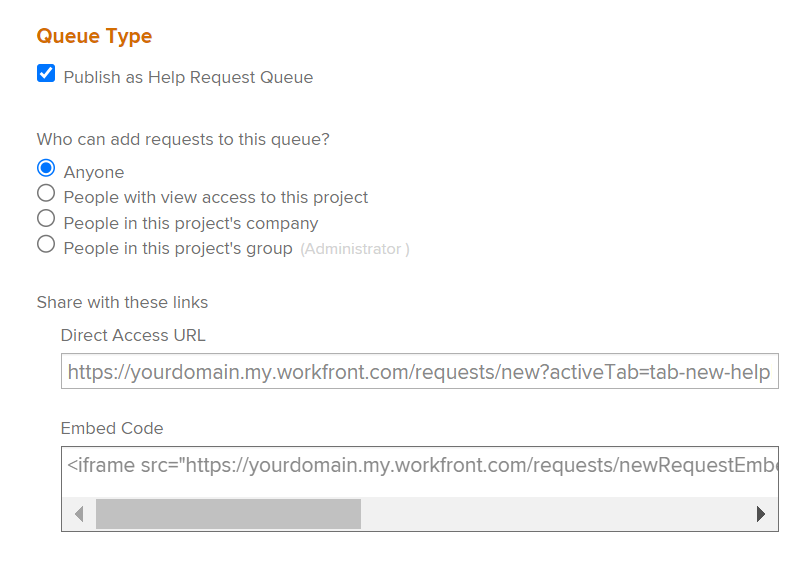 Queue Type
Publish as Help Request Queue
Who can add requests to this queue?
Anyone
People with view access to this project
People in this project's company
People in this project's group (Administrator )
Share with these links
Direct Access URL
https://yourdomain.my.workfront.com/requests/new?activeTab=tab-new-help
Embed Code
<iframe src="https://yourdomain.my.workfront.com/requests/newRequestEmbe